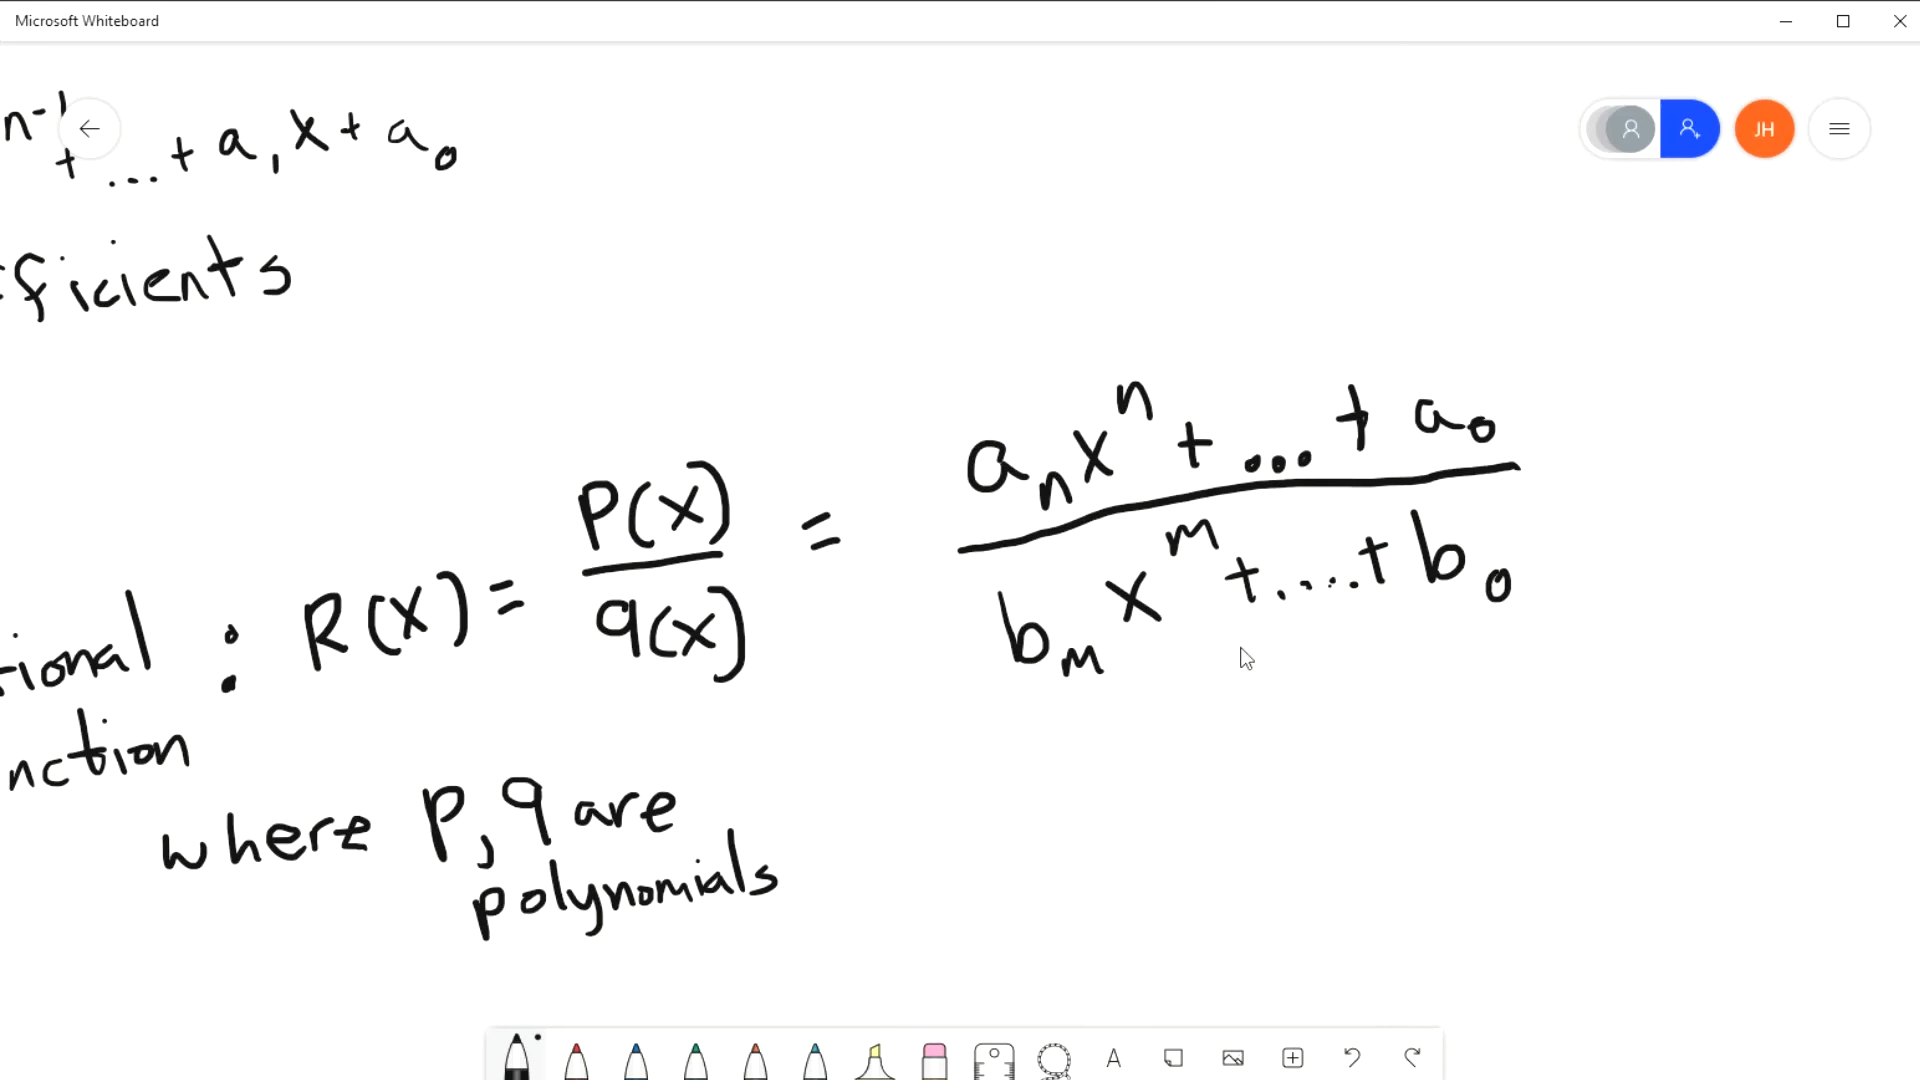 Microsoft Whiteboard
n-1 + ... + a₁x + a₀
JH
fficients
tional : R(x) = P(x)/q(x) = (aₙxⁿ + ... + a₀)/(bₘxᵐ + .... + b₀)
nction
where p, q are
polynomials
A